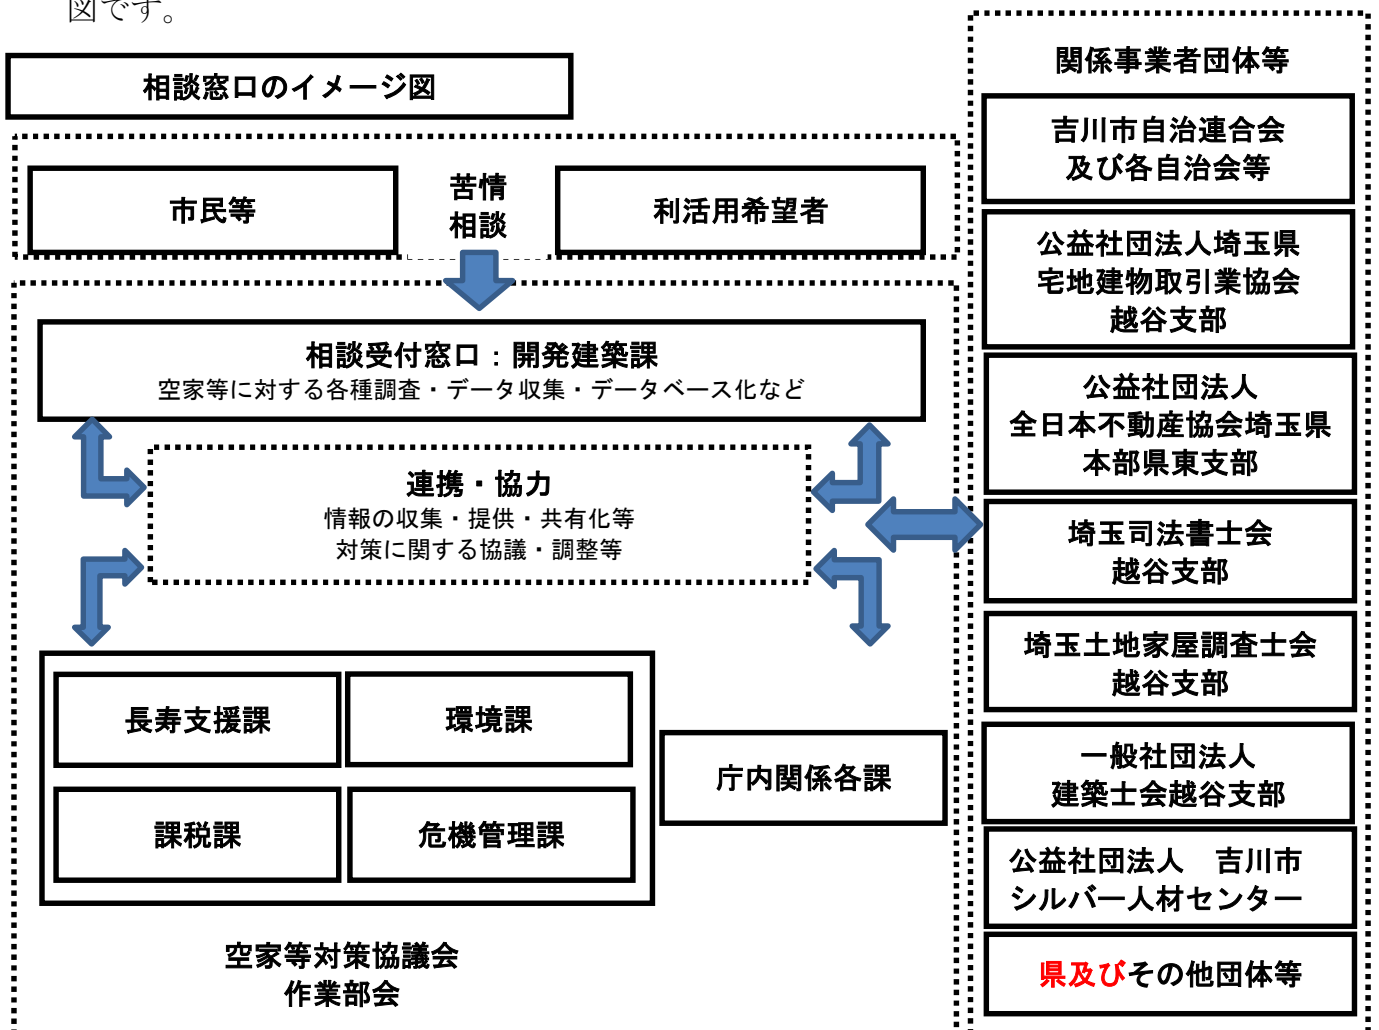 図です。
相談窓口のイメージ図
市民等
苦情
相談
利活用希望者
相談受付窓口：開発建築課
空家等に対する各種調査・データ収集・データベース化など
連携・協力
情報の収集・提供・共有化等
対策に関する協議・調整等
長寿支援課
環境課
課税課
危機管理課
庁内関係各課
空家等対策協議会
作業部会
関係事業者団体等
吉川市自治連合会
及び各自治会等
公益社団法人埼玉県
宅地建物取引業協会
越谷支部
公益社団法人
全日本不動産協会埼玉県
本部県東支部
埼玉司法書士会
越谷支部
埼玉土地家屋調査士会
越谷支部
一般社団法人
建築士会越谷支部
公益社団法人　吉川市
シルバー人材センター
県及びその他団体等